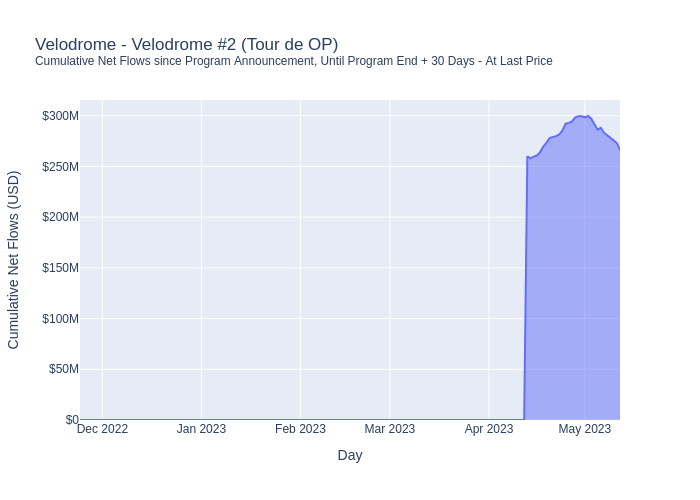 Velodrome - Velodrome #2 (Tour de OP)
Cumulative Net Flows since Program Announcement, Until Program End + 30 Days - At Last Price
Cumulative Net Flows (USD)
$300M
$250M
$200M
$150M
$100M
$50M
$0
Dec 2022
Jan 2023
Feb 2023
Mar 2023
Apr 2023
May 2023
Day